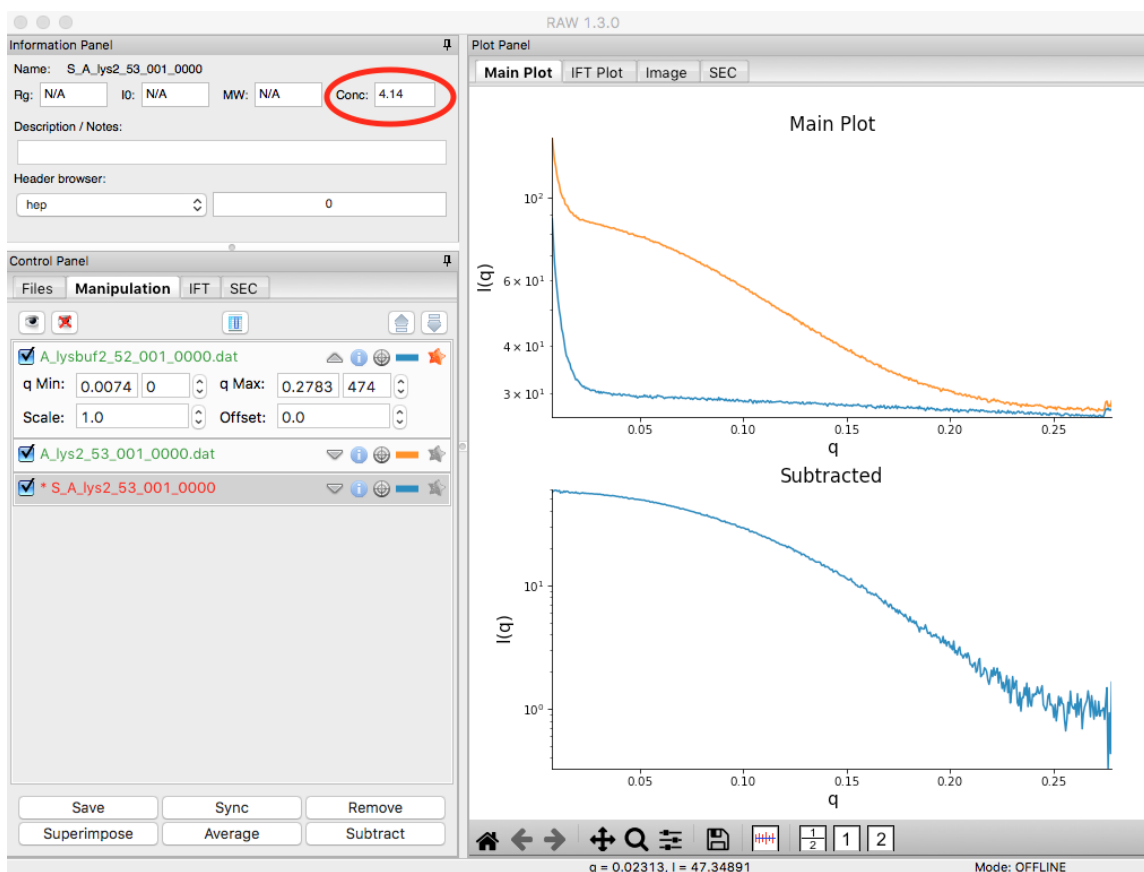 RAW 1.3.0
Information Panel
Name: S_A_lys2_53_001_0000
Rg: N/A I0: N/A MW: N/A Conc: 4.14
Description / Notes:
Header browser:
hep 0
Control Panel
Files Manipulation IFT SEC
A_lysbuf2_52_001_0000.dat
q Min: 0.0074 0 q Max: 0.2783 474
Scale: 1.0 Offset: 0.0
A_lys2_53_001_0000.dat
* S_A_lys2_53_001_0000
Save Sync Remove
Superimpose Average Subtract
Plot Panel
Main Plot IFT Plot Image SEC
Main Plot
I(q)
10²
6 × 10¹
4 × 10¹
3 × 10¹
0.05 0.10 0.15 0.20 0.25
q
Subtracted
I(q)
10¹
10⁰
0.05 0.10 0.15 0.20 0.25
q
1/2 1 2
q = 0.02313, I = 47.34891 Mode: OFFLINE